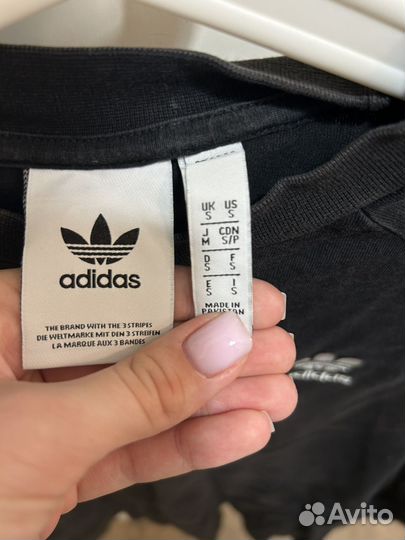 adidas
THE BRAND WITH THE 3 STRIPES
DIE WELTMARKE MIT DEN 3 STREIFEN
LA MARQUE AUX 3 BANDES
UK US
S S
J CDN
M S/P
D F
S S
E I
S S
MADE IN
PAKISTAN
Avito